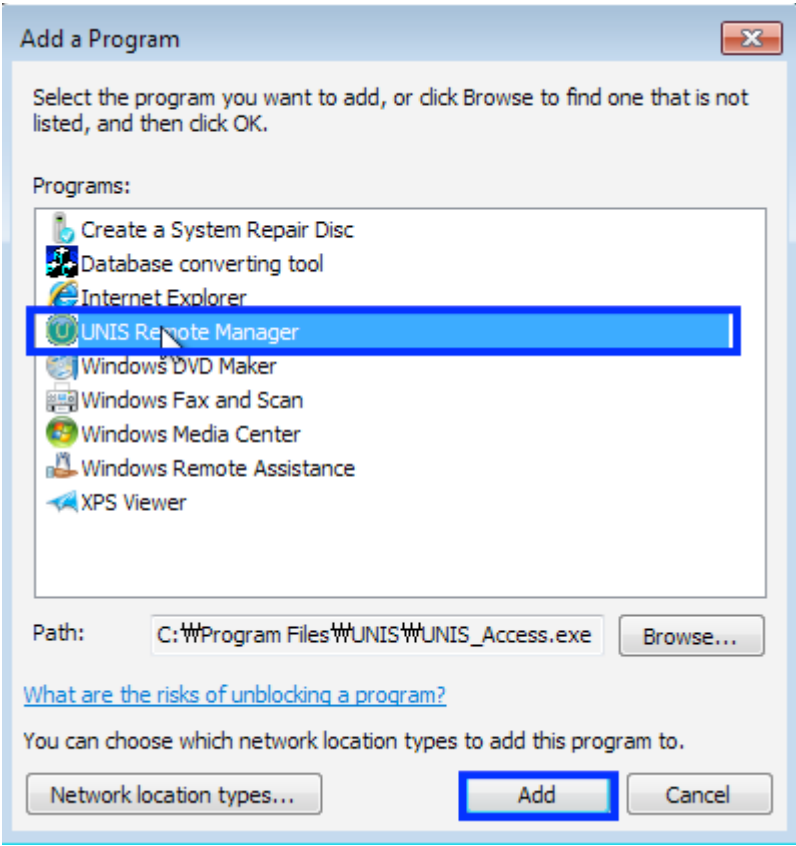 Add a Program
Select the program you want to add, or click Browse to find one that is not
listed, and then click OK.
Programs:
Create a System Repair Disc
Database converting tool
Internet Explorer
UNIS Remote Manager
Windows DVD Maker
Windows Fax and Scan
Windows Media Center
Windows Remote Assistance
XPS Viewer
Path: C:₩Program Files₩UNIS₩UNIS_Access.exe Browse...
What are the risks of unblocking a program?
You can choose which network location types to add this program to.
Network location types... Add Cancel